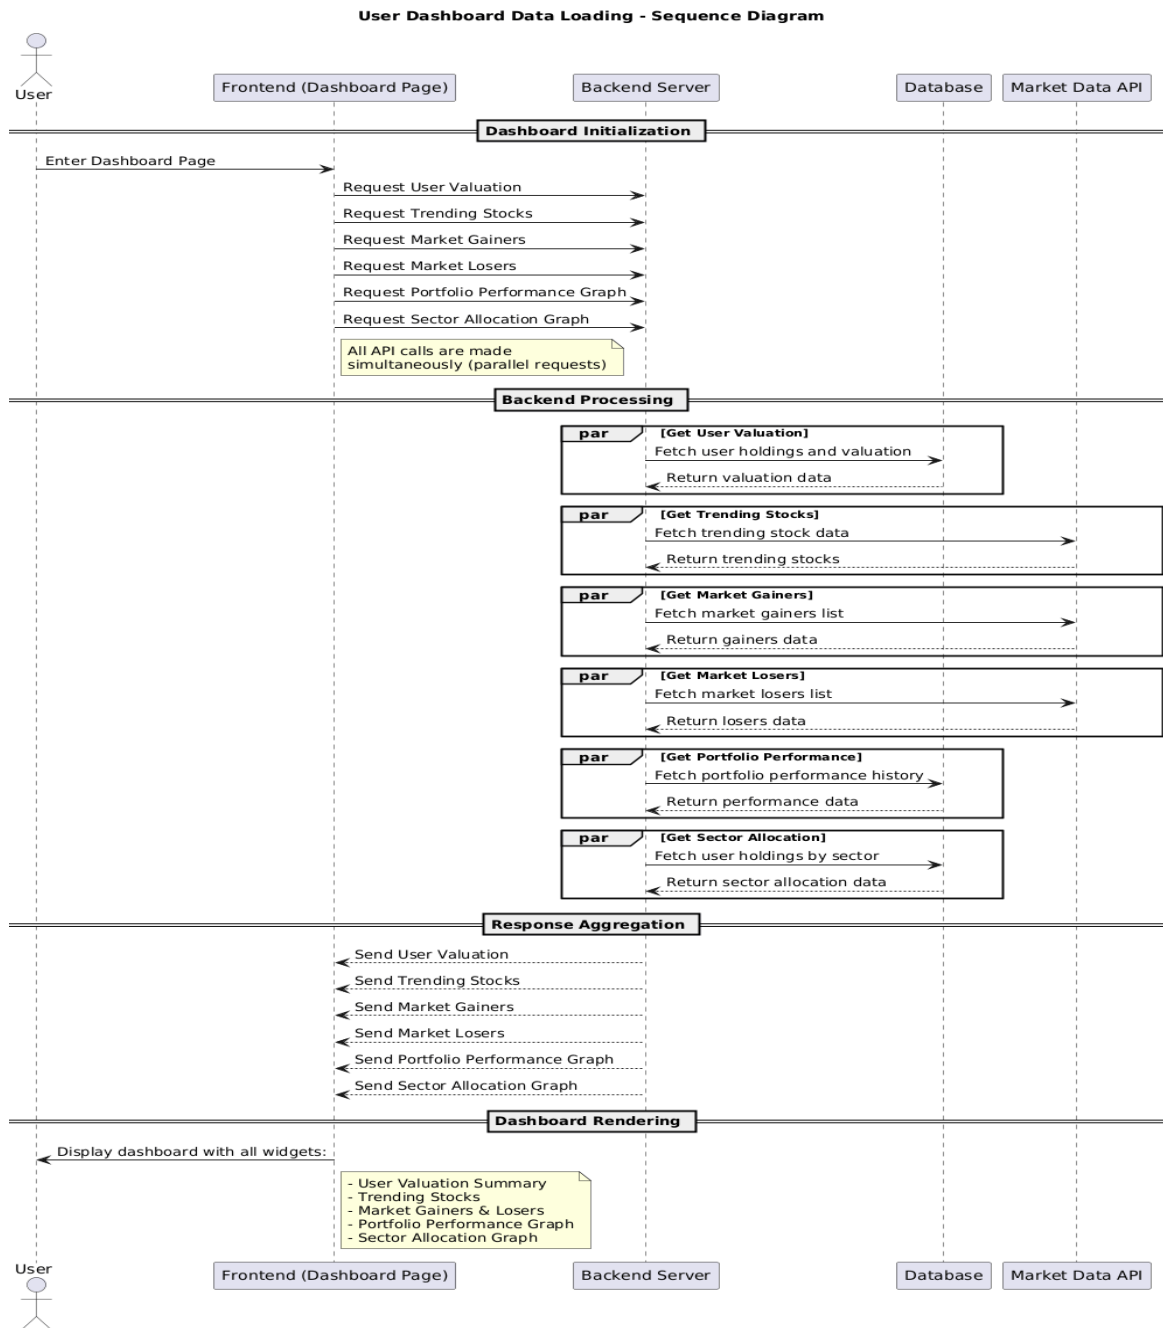 User Dashboard Data Loading - Sequence Diagram
User
Frontend (Dashboard Page)
Backend Server
Database
Market Data API
Dashboard Initialization
Enter Dashboard Page
Request User Valuation
Request Trending Stocks
Request Market Gainers
Request Market Losers
Request Portfolio Performance Graph
Request Sector Allocation Graph
All API calls are made
simultaneously (parallel requests)
Backend Processing
par [Get User Valuation]
Fetch user holdings and valuation
Return valuation data
par [Get Trending Stocks]
Fetch trending stock data
Return trending stocks
par [Get Market Gainers]
Fetch market gainers list
Return gainers data
par [Get Market Losers]
Fetch market losers list
Return losers data
par [Get Portfolio Performance]
Fetch portfolio performance history
Return performance data
par [Get Sector Allocation]
Fetch user holdings by sector
Return sector allocation data
Response Aggregation
Send User Valuation
Send Trending Stocks
Send Market Gainers
Send Market Losers
Send Portfolio Performance Graph
Send Sector Allocation Graph
Dashboard Rendering
Display dashboard with all widgets:
- User Valuation Summary
- Trending Stocks
- Market Gainers & Losers
- Portfolio Performance Graph
- Sector Allocation Graph
User
Frontend (Dashboard Page)
Backend Server
Database
Market Data API